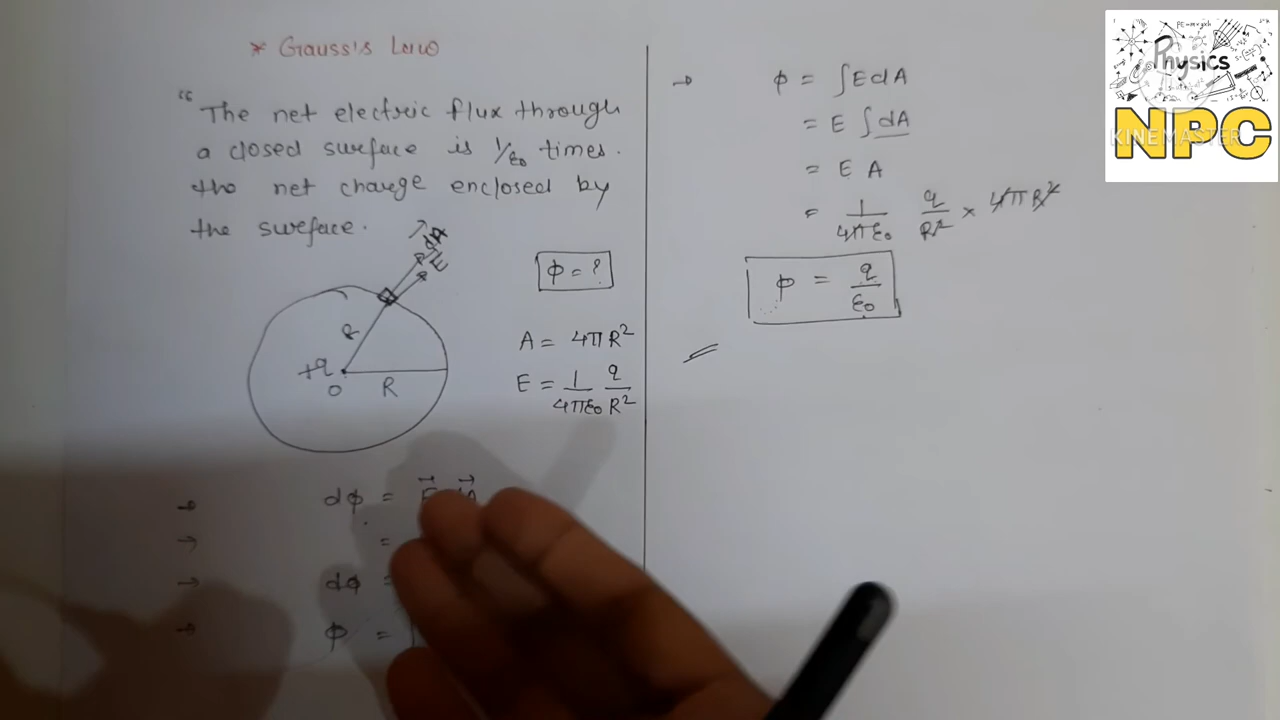 * Gauss's Law
"The net electric flux through
a closed surface is 1/ε₀ times.
the net charge enclosed by
the surface.
dA
E
R
+q
O
R
φ = ?
A = 4πR²
E = 1/4πε₀ q/R²
→ dφ =
→ =
→ dφ =
→ φ = ∫
→ φ = ∫EdA
= E ∫dA
= E A
= 1/4πε₀ q/R² × 4πR²
φ = q/ε₀
Physics
NPC
KINEMASTER